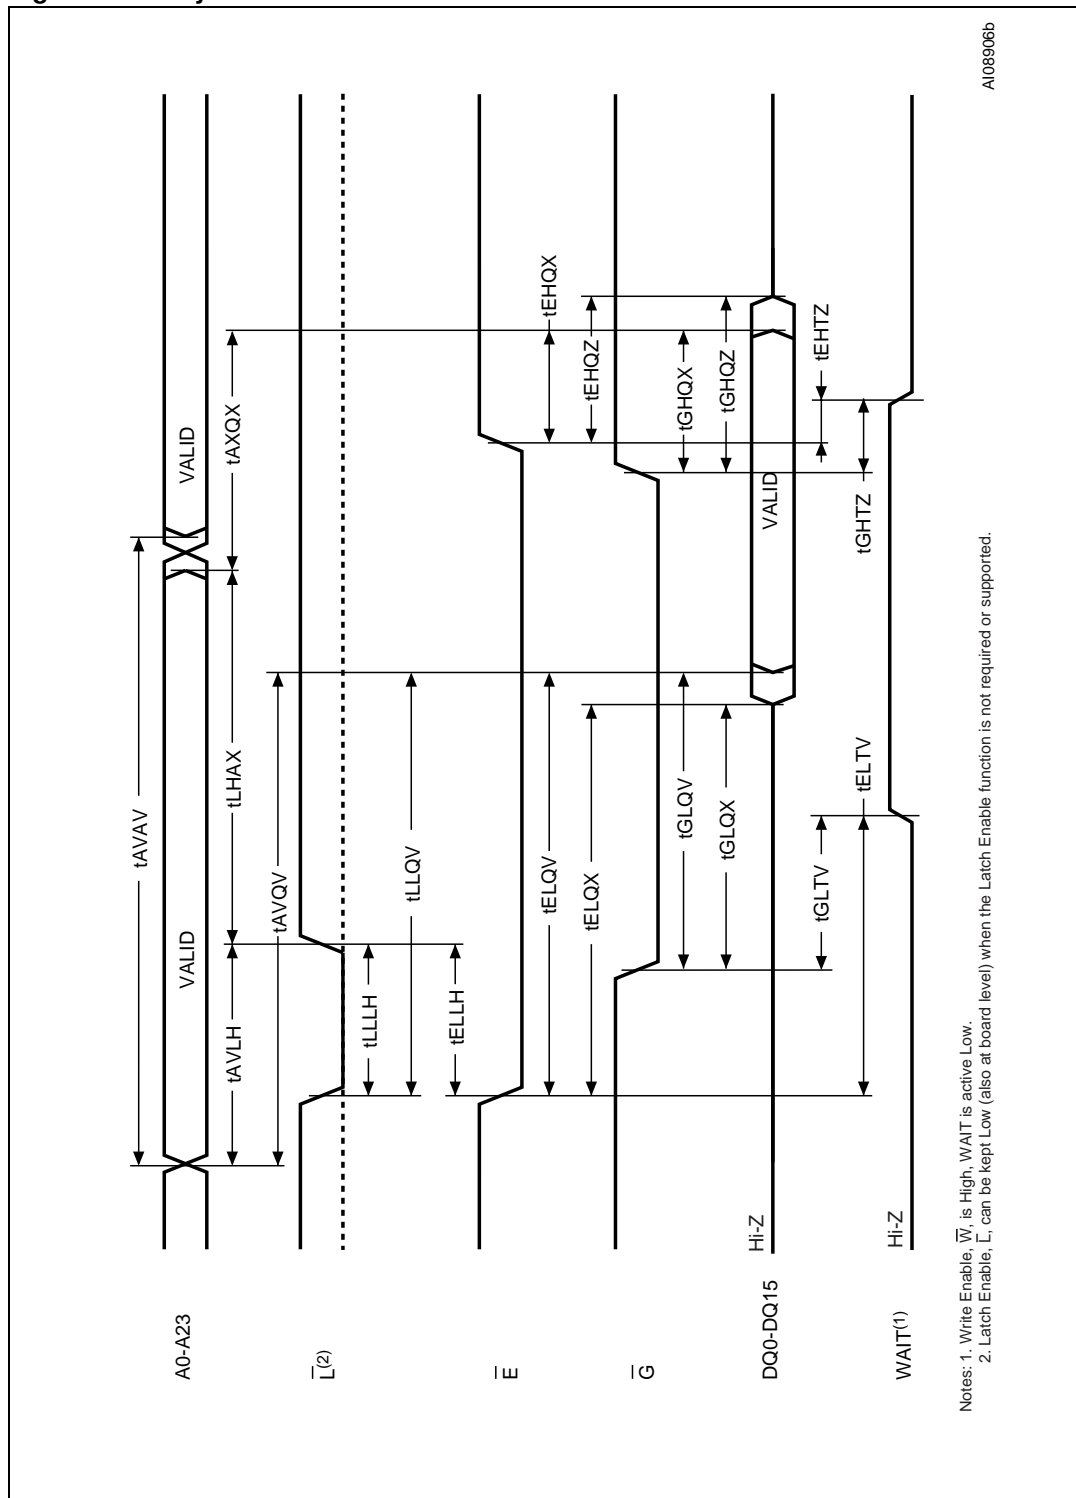 A0-A23
VALID
VALID
tAVAV
tAVLH
tLHAX
tAXQX
tAVQV
L(2)
tLLLH
tLLQV
tELLH
E
tELQV
tEHQX
tELQX
tEHQZ
G
tGLQV
tGHQX
tGLQX
tGHQZ
DQ0-DQ15
Hi-Z
VALID
tGLTV
tEHTZ
tELTV
tGHTZ
WAIT(1)
Hi-Z
Notes: 1. Write Enable, W, is High, WAIT is active Low.
2. Latch Enable, L, can be kept Low (also at board level) when the Latch Enable function is not required or supported.
AI08906b